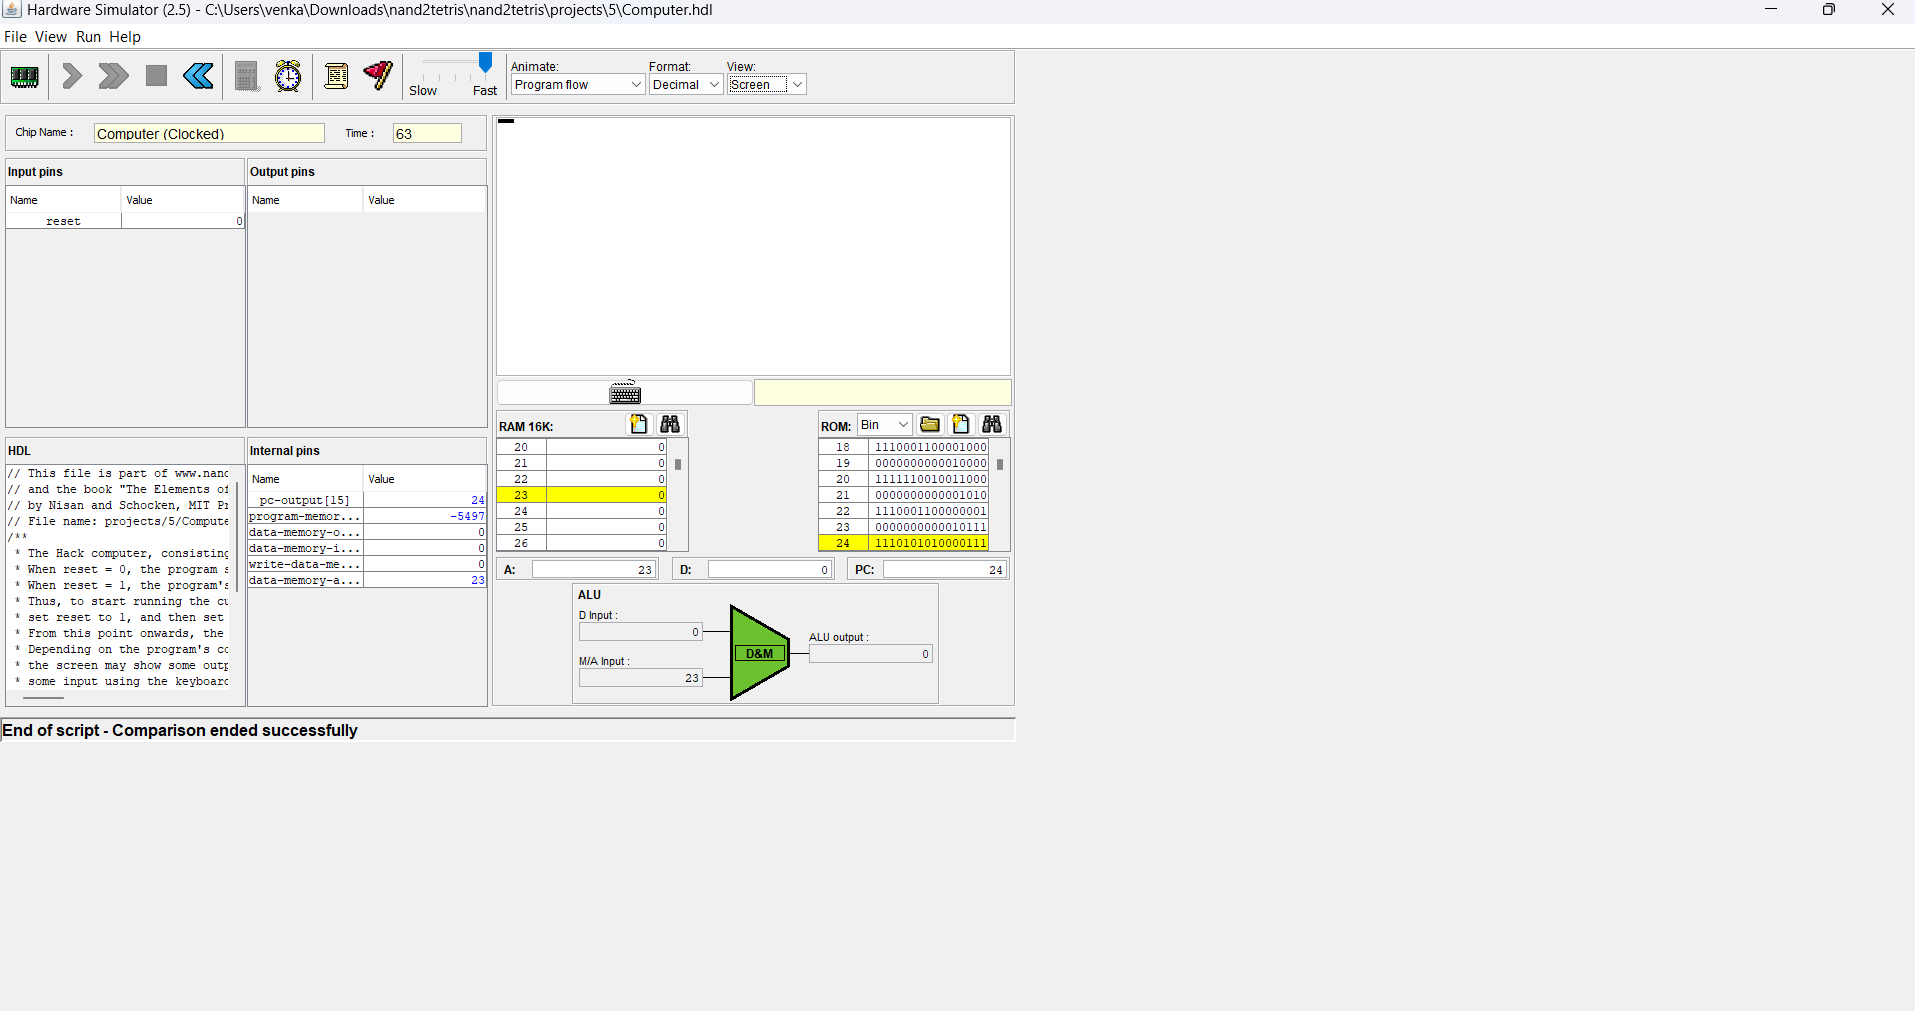 Hardware Simulator (2.5) - C:\Users\venka\Downloads\nand2tetris\nand2tetris\projects\5\Computer.hdl
File View Run Help
Slow Fast
Animate: Format: View:
Program flow Decimal Screen
Chip Name : Computer (Clocked) Time : 63
Input pins
Name Value
reset 0
Output pins
Name Value
HDL
// This file is part of www.nand
// and the book "The Elements of
// by Nisan and Schocken, MIT Pr
// File name: projects/5/Compute
/**
* The Hack computer, consisting
* When reset = 0, the program s
* When reset = 1, the program's
* Thus, to start running the cu
* set reset to 1, and then set
* From this point onwards, the
* Depending on the program's co
* the screen may show some outp
* some input using the keyboard
Internal pins
Name Value
pc-output[15] 24
program-memor... -5497
data-memory-o... 0
data-memory-i... 0
write-data-me... 0
data-memory-a... 23
RAM 16K:
20 0
21 0
22 0
23 0
24 0
25 0
26 0
ROM: Bin
18 1110001100001000
19 0000000000010000
20 1111110010011000
21 0000000000001010
22 1110001100000001
23 0000000000010111
24 1110101010000111
A: 23 D: 0 PC: 24
ALU
D Input :
0
M/A Input :
23
D&M
ALU output :
0
End of script - Comparison ended successfully